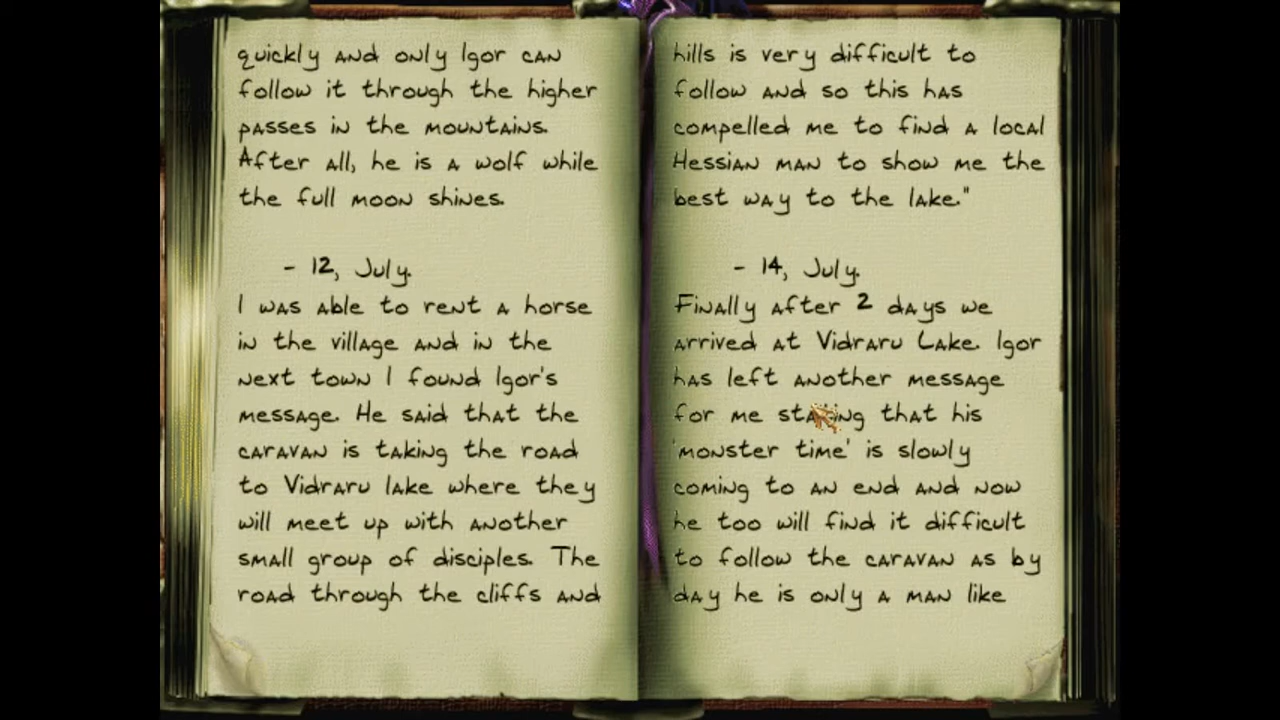 quickly and only Igor can
follow it through the higher
passes in the mountains.
After all, he is a wolf while
the full moon shines.
- 12, July.
I was able to rent a horse
in the village and in the
next town I found Igor's
message. He said that the
caravan is taking the road
to Vidraru lake where they
will meet up with another
small group of disciples. The
road through the cliffs and
hills is very difficult to
follow and so this has
compelled me to find a local
Hessian man to show me the
best way to the lake."
- 14, July.
Finally after 2 days we
arrived at Vidraru Lake. Igor
has left another message
for me stating that his
'monster time' is slowly
coming to an end and now
he too will find it difficult
to follow the caravan as by
day he is only a man like